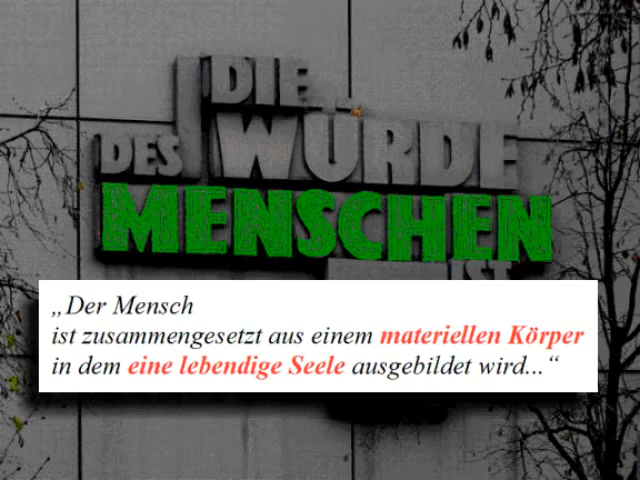 DIE
DES WÜRDE
MENSCHEN
IST
„Der Mensch
ist zusammengesetzt aus einem materiellen Körper
in dem eine lebendige Seele ausgebildet wird...“